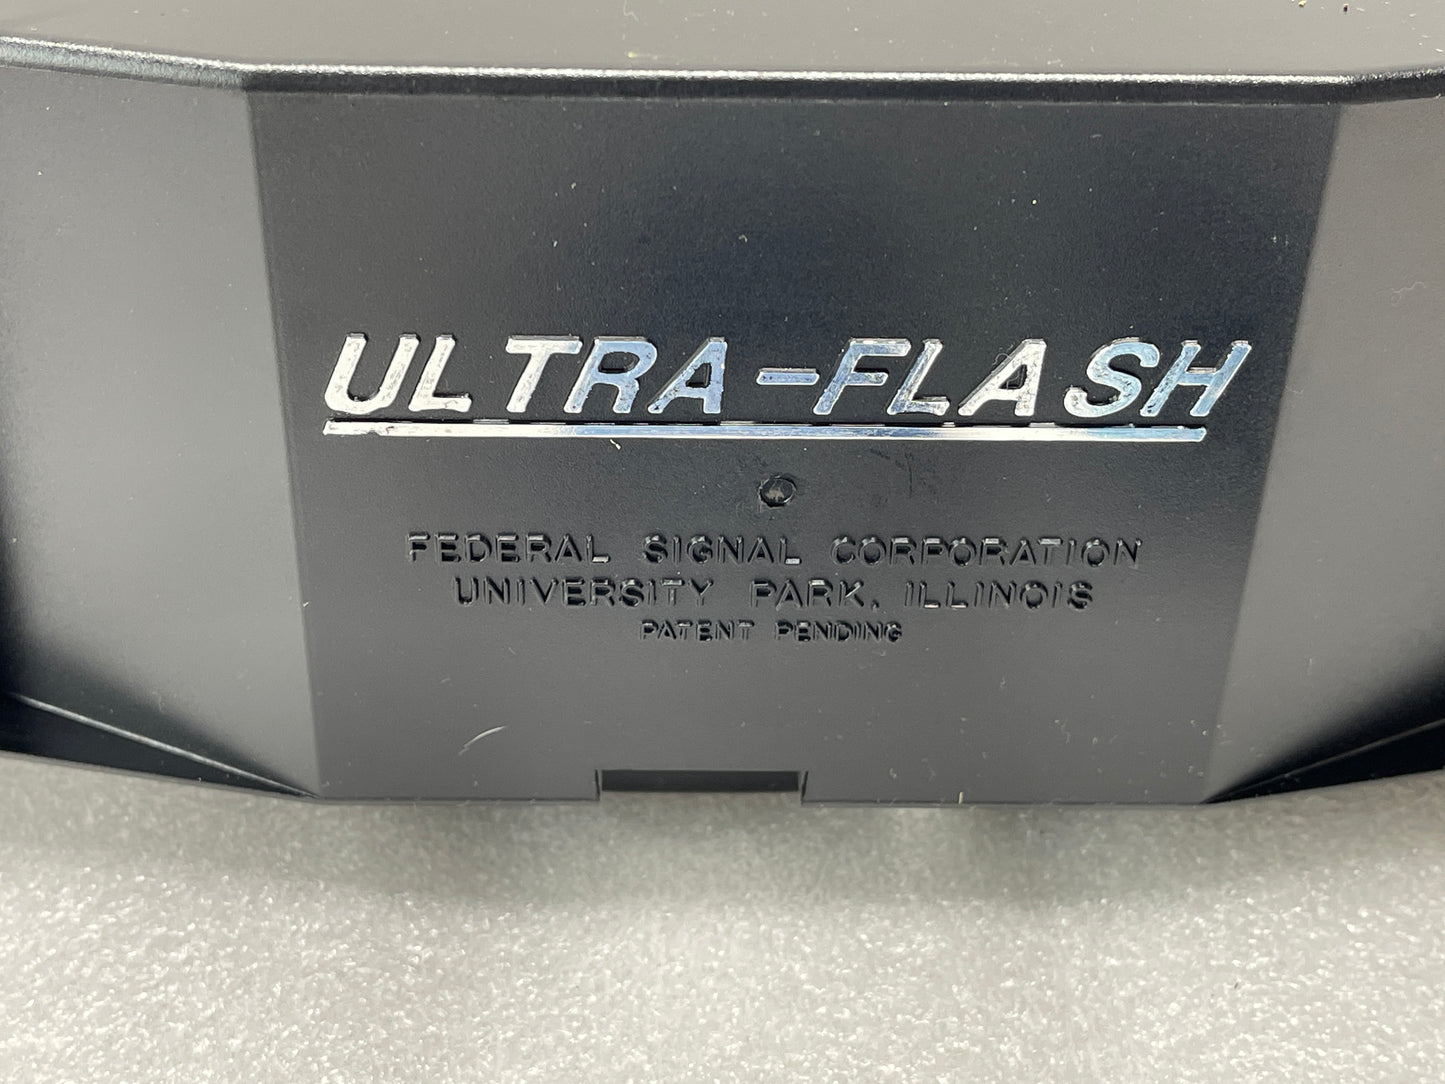 ULTRA-FLASH
FEDERAL SIGNAL CORPORATION
UNIVERSITY PARK, ILLINOIS
PATENT PENDING